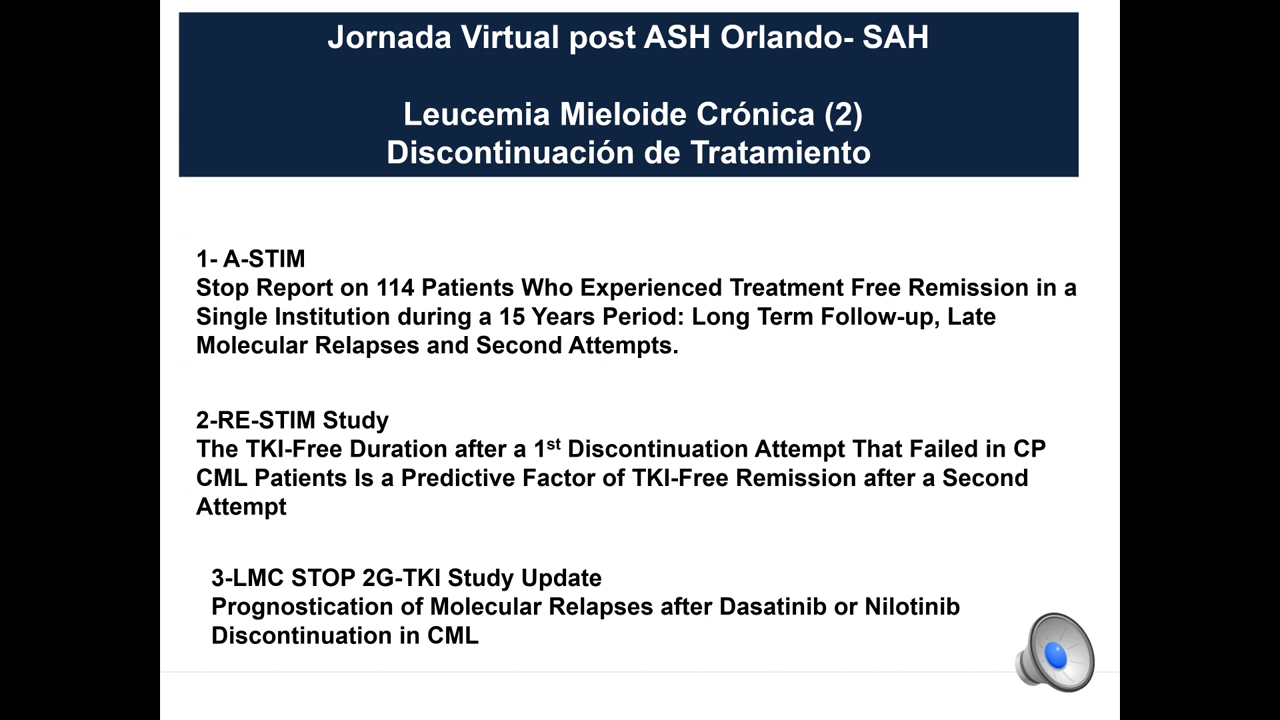 Jornada Virtual post ASH Orlando- SAH
Leucemia Mieloide Crónica (2)
Discontinuación de Tratamiento
1- A-STIM
Stop Report on 114 Patients Who Experienced Treatment Free Remission in a
Single Institution during a 15 Years Period: Long Term Follow-up, Late
Molecular Relapses and Second Attempts.
2-RE-STIM Study
The TKI-Free Duration after a 1st Discontinuation Attempt That Failed in CP
CML Patients Is a Predictive Factor of TKI-Free Remission after a Second
Attempt
3-LMC STOP 2G-TKI Study Update
Prognostication of Molecular Relapses after Dasatinib or Nilotinib
Discontinuation in CML